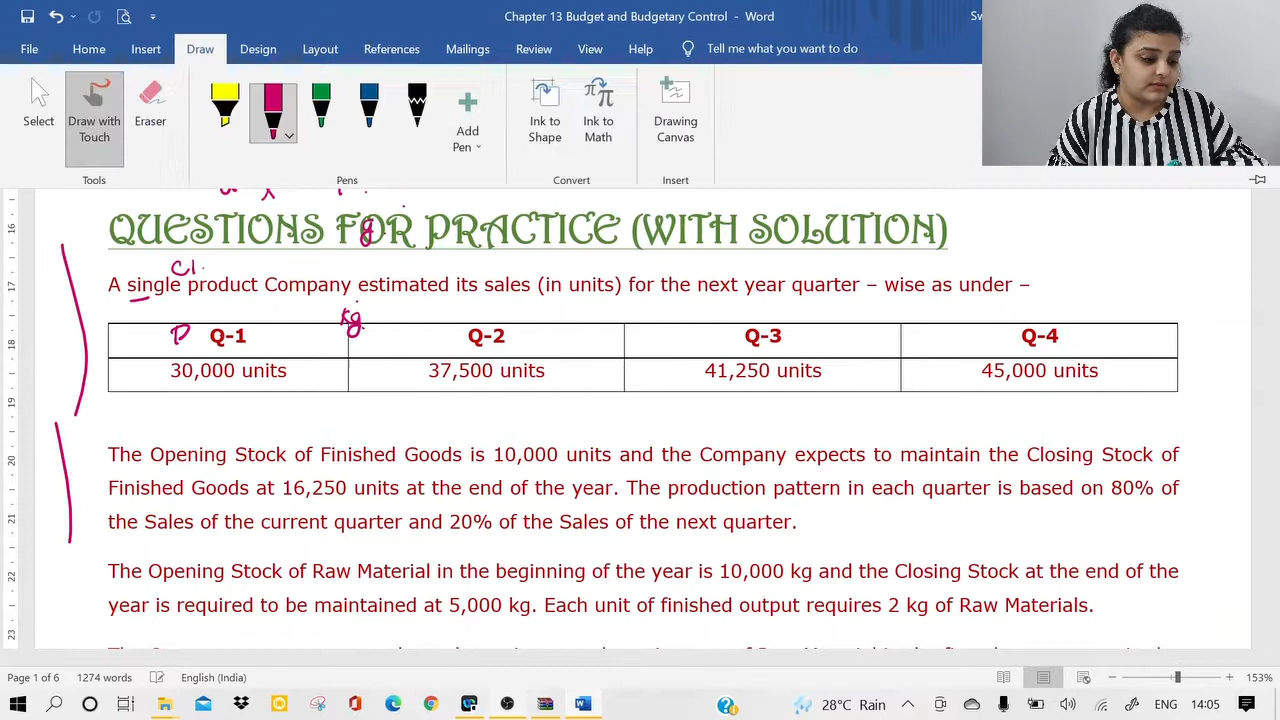 Chapter 13 Budget and Budgetary Control - Word
File Home Insert Draw Design Layout References Mailings Review View Help Tell me what you want to do
Select Draw with Touch Eraser Add Pen Ink to Shape Ink to Math Drawing Canvas
Tools Pens Convert Insert
QUESTIONS FOR PRACTICE (WITH SOLUTION)
g
Cl.
A single product Company estimated its sales (in units) for the next year quarter – wise as under –
kg
P
Q-1 Q-2 Q-3 Q-4
30,000 units 37,500 units 41,250 units 45,000 units
The Opening Stock of Finished Goods is 10,000 units and the Company expects to maintain the Closing Stock of
Finished Goods at 16,250 units at the end of the year. The production pattern in each quarter is based on 80% of
the Sales of the current quarter and 20% of the Sales of the next quarter.
The Opening Stock of Raw Material in the beginning of the year is 10,000 kg and the Closing Stock at the end of the
year is required to be maintained at 5,000 kg. Each unit of finished output requires 2 kg of Raw Materials.
16
17
18
19
20
21
22
23
Page 1 of 6 1274 words English (India) 153%
28°C Rain ENG 14:05